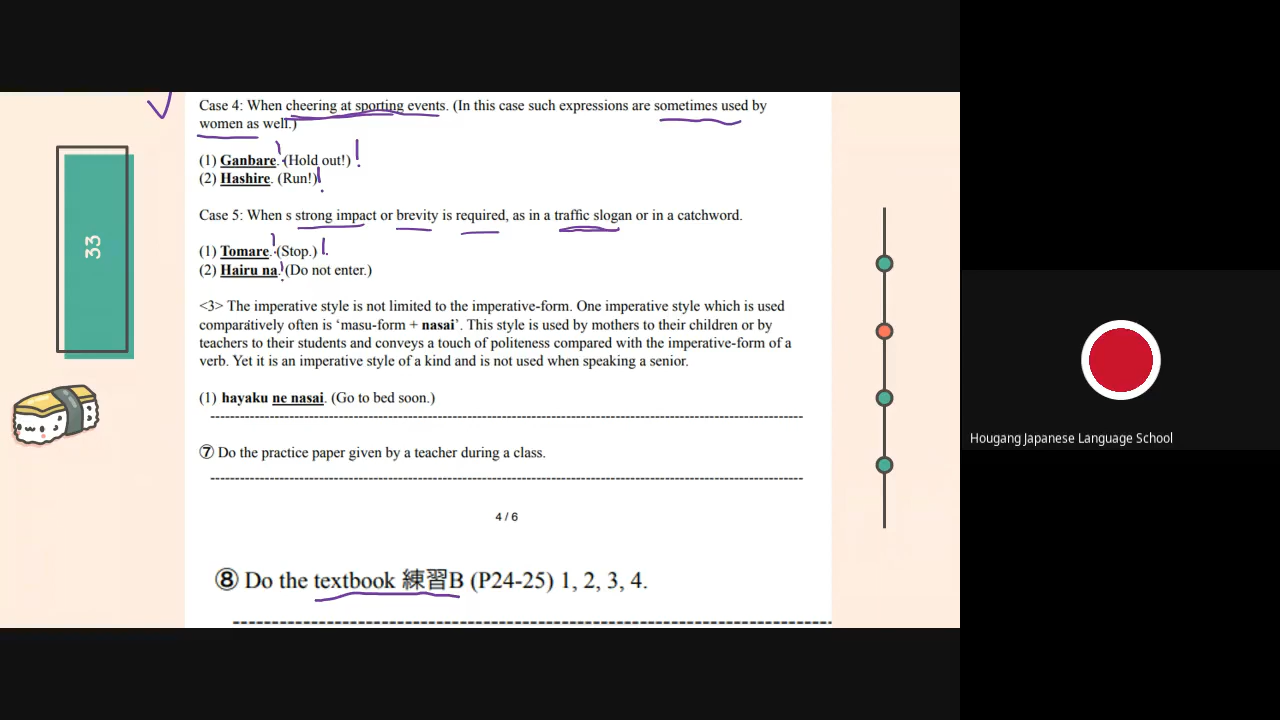 Case 4: When cheering at sporting events. (In this case such expressions are sometimes used by
women as well.)
(1) Ganbare. (Hold out!) !
(2) Hashire. (Run!) !
Case 5: When s strong impact or brevity is required, as in a traffic slogan or in a catchword.
(1) Tomare. (Stop.) !
(2) Hairu na. (Do not enter.)
33
<3> The imperative style is not limited to the imperative-form. One imperative style which is used
comparatively often is ‘masu-form + nasai’. This style is used by mothers to their children or by
teachers to their students and conveys a touch of politeness compared with the imperative-form of a
verb. Yet it is an imperative style of a kind and is not used when speaking a senior.
(1) hayaku ne nasai. (Go to bed soon.)
⑦ Do the practice paper given by a teacher during a class.
4 / 6
⑧ Do the textbook 練習B (P24-25) 1, 2, 3, 4.
Hougang Japanese Language School